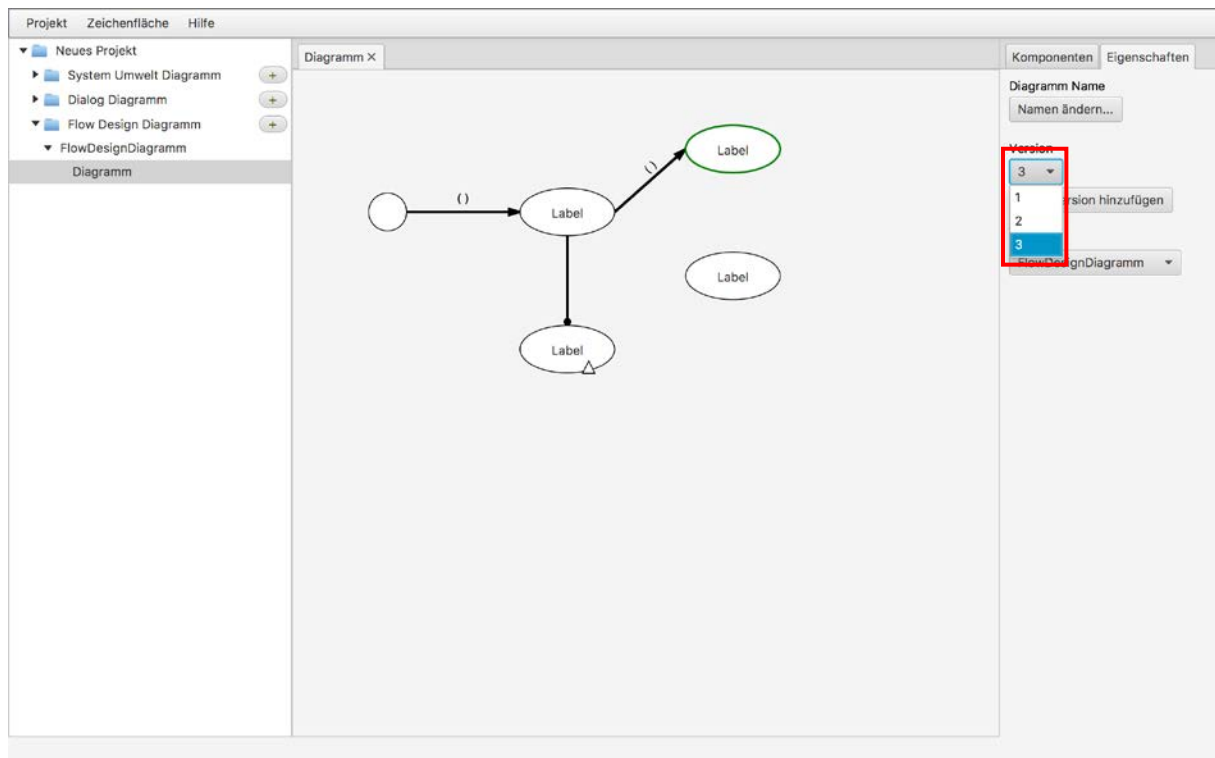 Projekt Zeichenfläche Hilfe
Neues Projekt
System Umwelt Diagramm +
Dialog Diagramm +
Flow Design Diagramm +
FlowDesignDiagramm
Diagramm
Diagramm ×
Label
( )
( )
Label
Label
Label
Komponenten Eigenschaften
Diagramm Name
Namen ändern...
Version
3
1
2
3
rsion hinzufügen
FlowDesignDiagramm